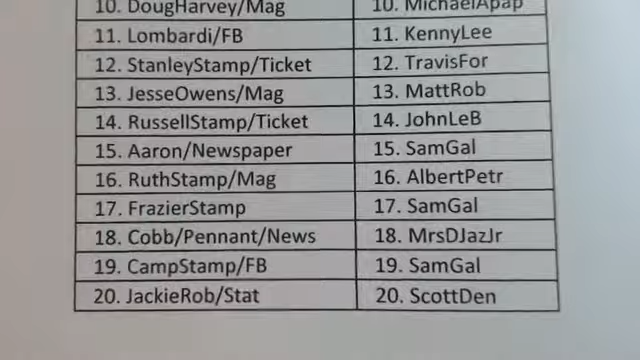 10. DougHarvey/Mag 10. MichaelApap
11. Lombardi/FB 11. KennyLee
12. StanleyStamp/Ticket 12. TravisFor
13. JesseOwens/Mag 13. MattRob
14. RussellStamp/Ticket 14. JohnLeB
15. Aaron/Newspaper 15. SamGal
16. RuthStamp/Mag 16. AlbertPetr
17. FrazierStamp 17. SamGal
18. Cobb/Pennant/News 18. MrsDJazJr
19. CampStamp/FB 19. SamGal
20. JackieRob/Stat 20. ScottDen